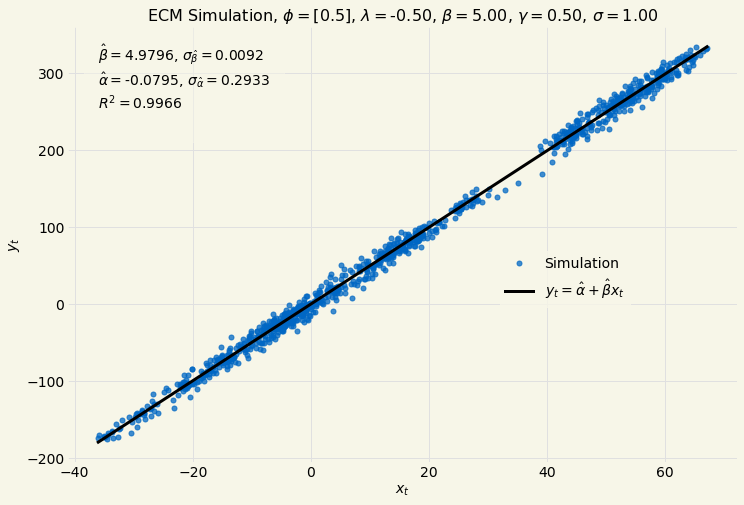 ECM Simulation, ϕ = [0.5], λ = -0.50, β = 5.00, γ = 0.50, σ = 1.00
β̂ = 4.9796, σ_β̂ = 0.0092
α̂ = -0.0795, σ_α̂ = 0.2933
R² = 0.9966
300
200
100
0
−100
−200
y_t
Simulation
y_t = α̂ + β̂x_t
−40 −20 0 20 40 60
x_t